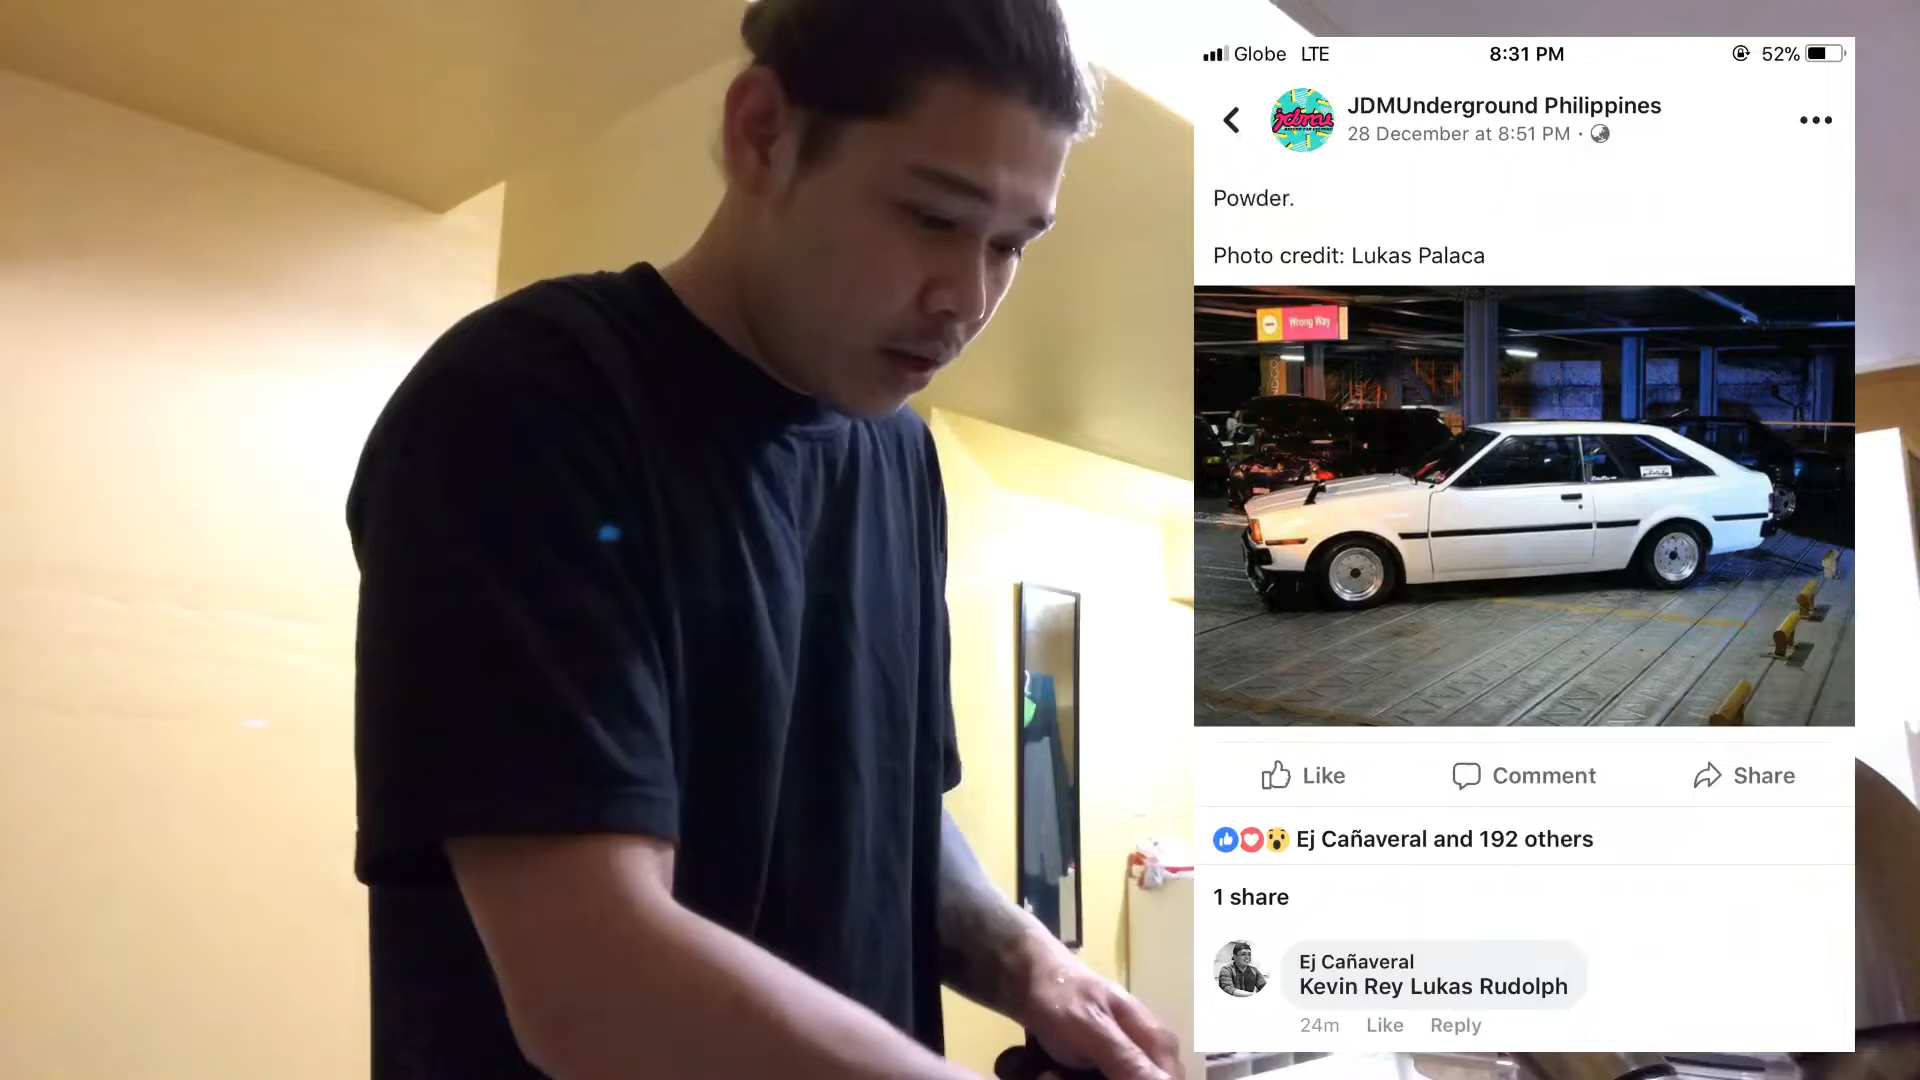 Globe LTE 8:31 PM 52%
JDMUnderground Philippines
28 December at 8:51 PM
Powder.
Photo credit: Lukas Palaca
Wrong Way
Like Comment Share
Ej Cañaveral and 192 others
1 share
Ej Cañaveral
Kevin Rey Lukas Rudolph
24m Like Reply